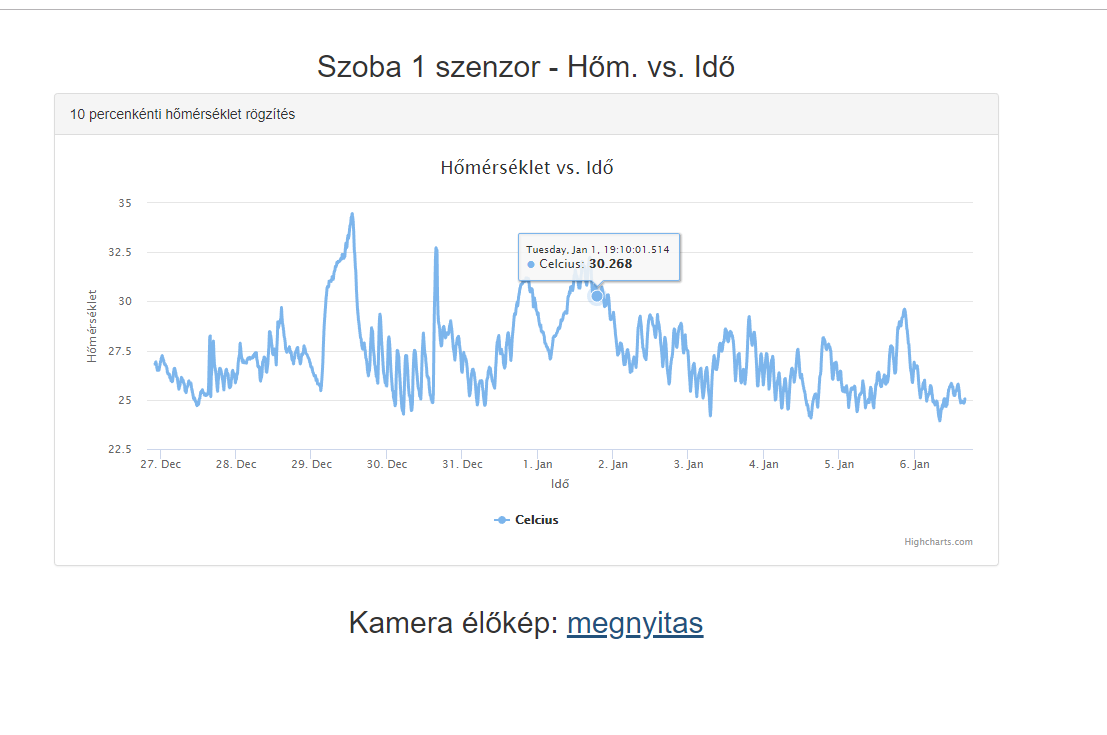 Szoba 1 szenzor - Hőm. vs. Idő
10 percenkénti hőmérséklet rögzítés
Hőmérséklet vs. Idő
Hőmérséklet
35
32.5
30
27.5
25
22.5
Tuesday, Jan 1, 19:10:01.514
Celcius: 30.268
27. Dec 28. Dec 29. Dec 30. Dec 31. Dec 1. Jan 2. Jan 3. Jan 4. Jan 5. Jan 6. Jan
Idő
Celcius
Highcharts.com
Kamera élőkép: megnyitas